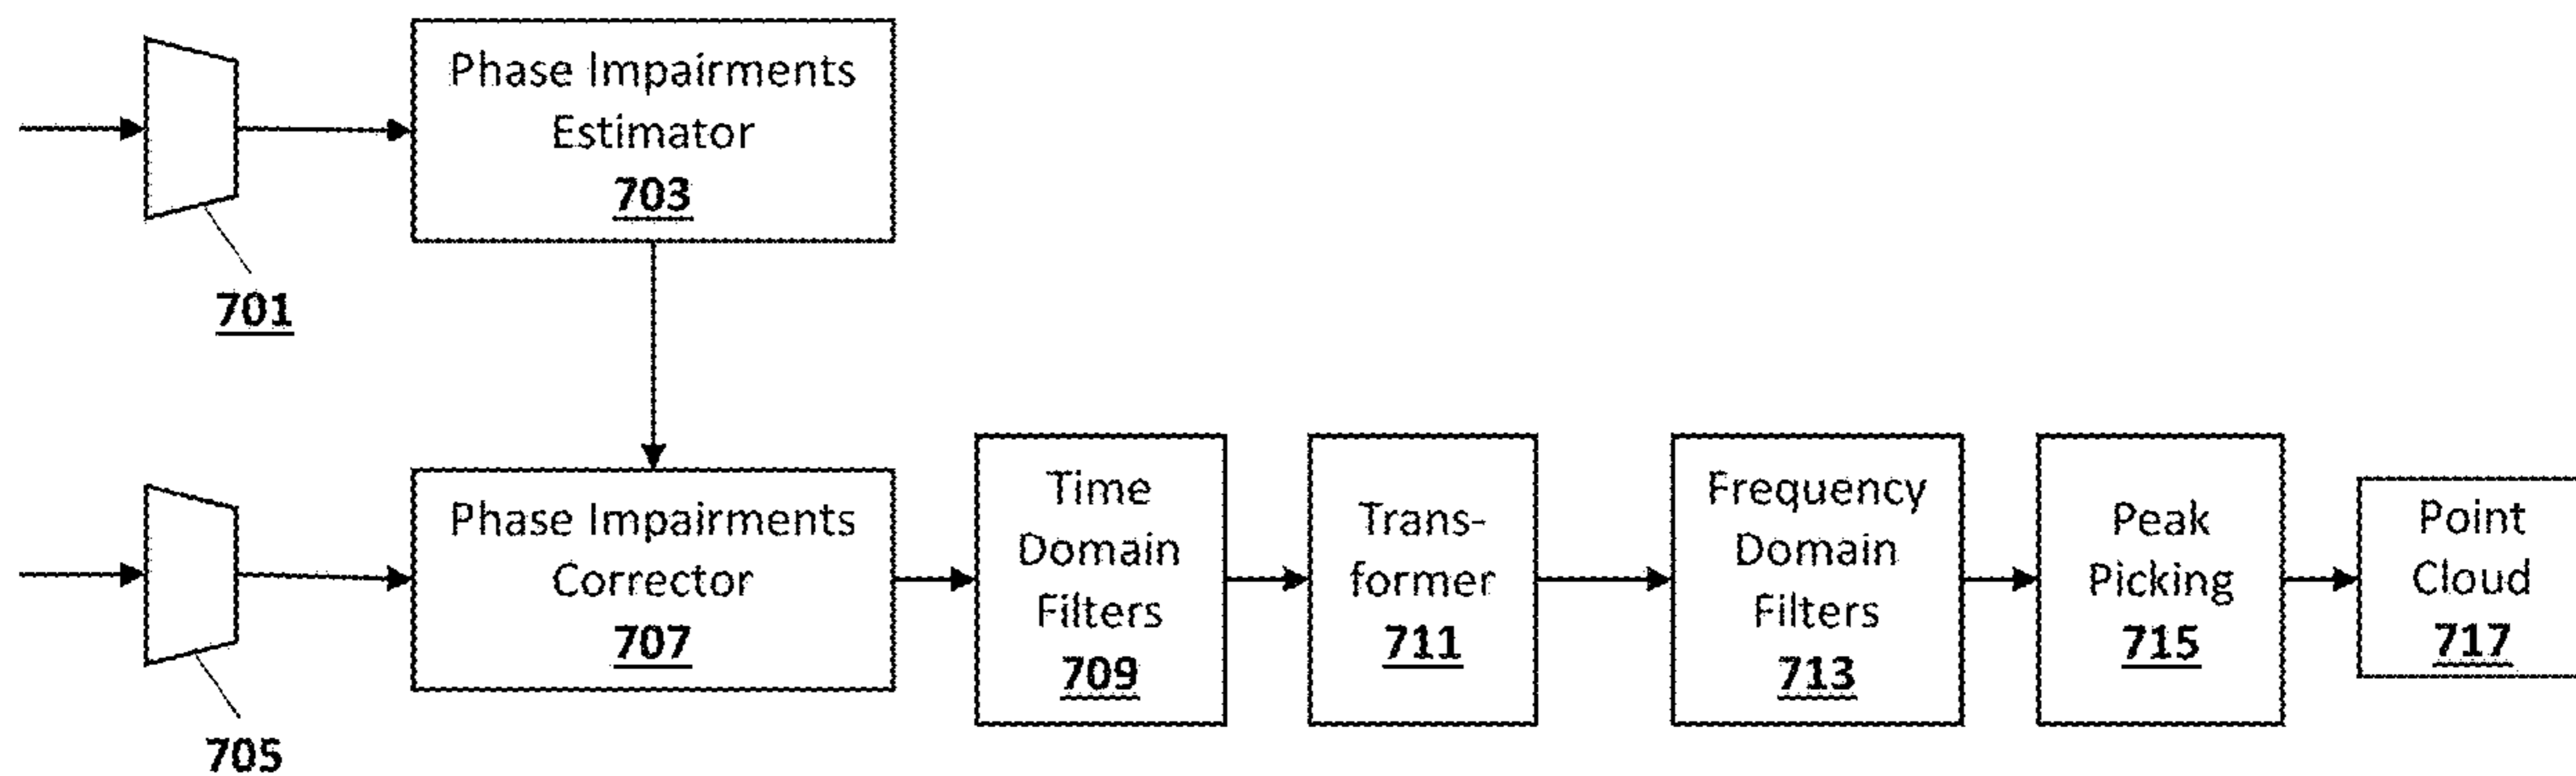 Phase Impairments
Estimator
703
701
Phase Impairments
Corrector
707
705
Time
Domain
Filters
709
Trans-
former
711
Frequency
Domain
Filters
713
Peak
Picking
715
Point
Cloud
717